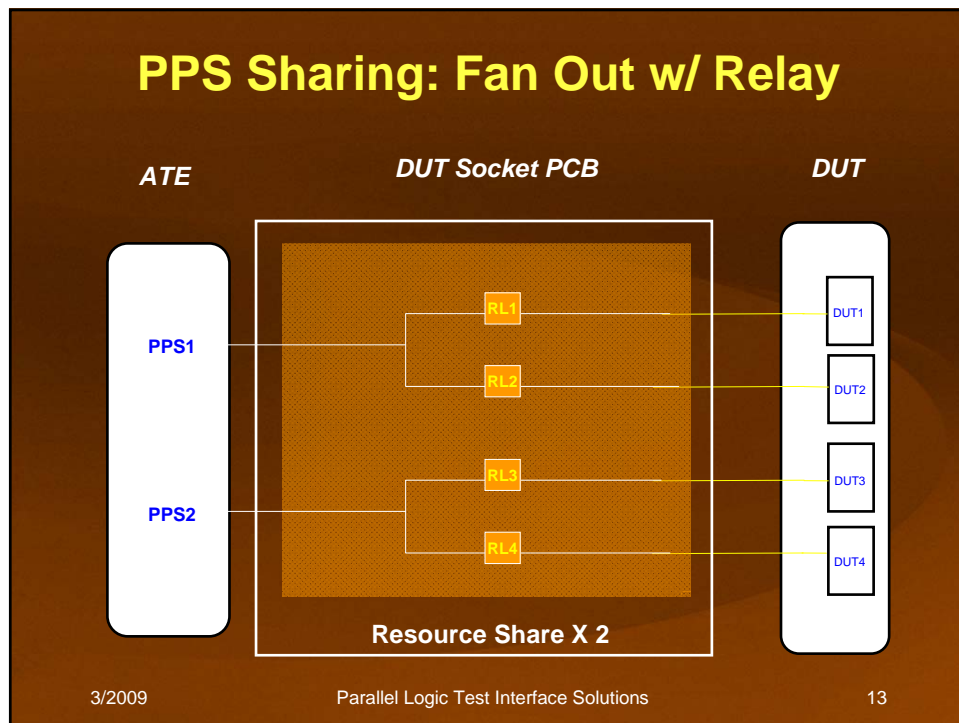 PPS Sharing: Fan Out w/ Relay
ATE
DUT Socket PCB
DUT
PPS1
RL1
DUT1
RL2
DUT2
PPS2
RL3
DUT3
RL4
DUT4
Resource Share X 2
3/2009
Parallel Logic Test Interface Solutions
13